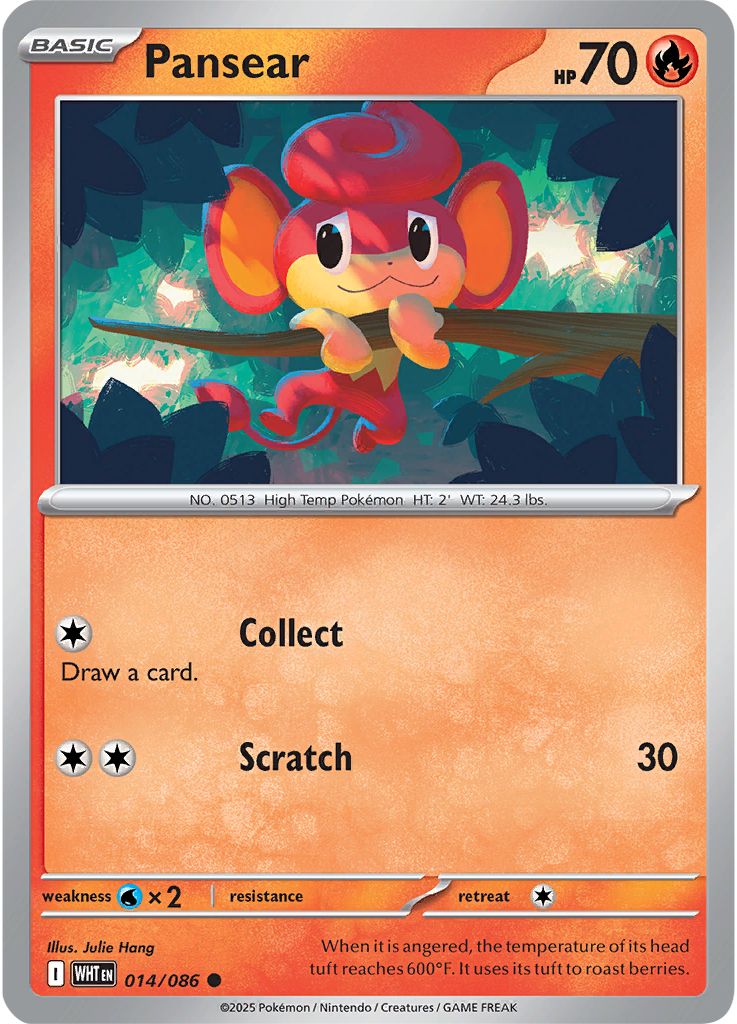 BASIC
Pansear
HP 70
NO. 0513 High Temp Pokémon HT: 2' WT: 24.3 lbs.
Collect
Draw a card.
Scratch 30
weakness ×2 resistance retreat
Illus. Julie Hang
When it is angered, the temperature of its head
tuft reaches 600°F. It uses its tuft to roast berries.
I WHT EN 014/086
©2025 Pokémon / Nintendo / Creatures / GAME FREAK